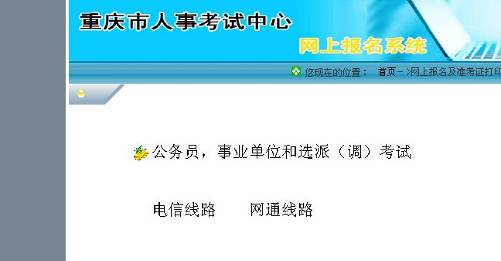 重庆市人事考试中心
网上报名系统
您现在的位置： 首页－>网上报名及准考证打印
公务员，事业单位和选派（调）考试
电信线路 网通线路